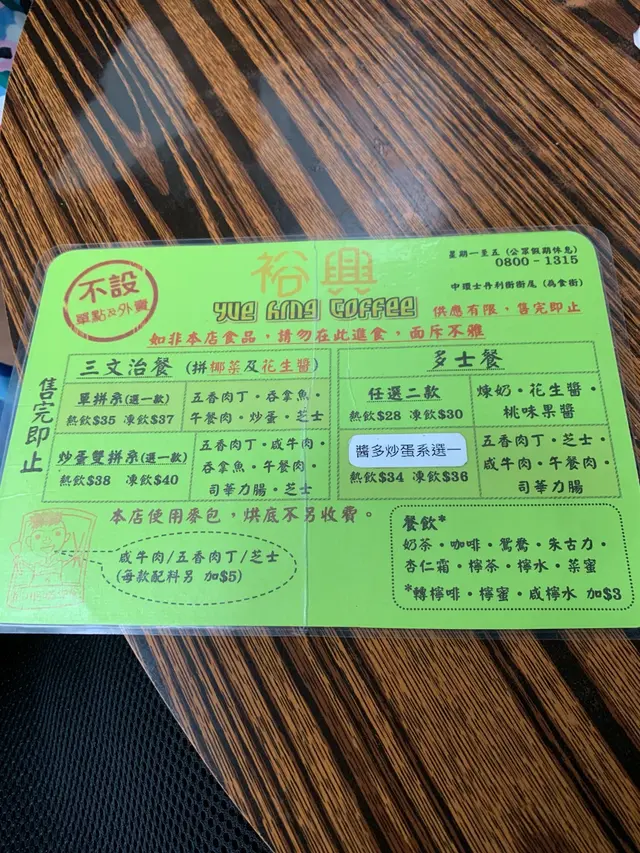 不設
單點及外賣
裕興
YUE HING COFFEE
星期一至五 (公眾假期休息)
0800 - 1315
中環士丹利街街尾 (為食街)
供應有限，售完即止
如非本店食品，請勿在此進食，面斥不雅
售完即止
三文治餐 (拼椰菜及花生醬)
單拼系(選一款)
熱飲$35 凍飲$37
五香肉丁・吞拿魚・
午餐肉・炒蛋・芝士
炒蛋雙拼系(選一款)
熱飲$38 凍飲$40
五香肉丁・咸牛肉・
吞拿魚・午餐肉・
司華力腸・芝士
多士餐
任選二款
熱飲$28 凍飲$30
煉奶・花生醬・
桃味果醬
醬多炒蛋系選一
熱飲$34 凍飲$36
五香肉丁・芝士・
咸牛肉・午餐肉・
司華力腸
本店使用麥包，烘底不另收費。
咸牛肉/五香肉丁/芝士
(每款配料另 加$5)
餐飲*
奶茶・咖啡・鴛鴦・朱古力・
杏仁霜・檸茶・檸水・菜蜜
*轉檸啡・檸蜜・咸檸水 加$3